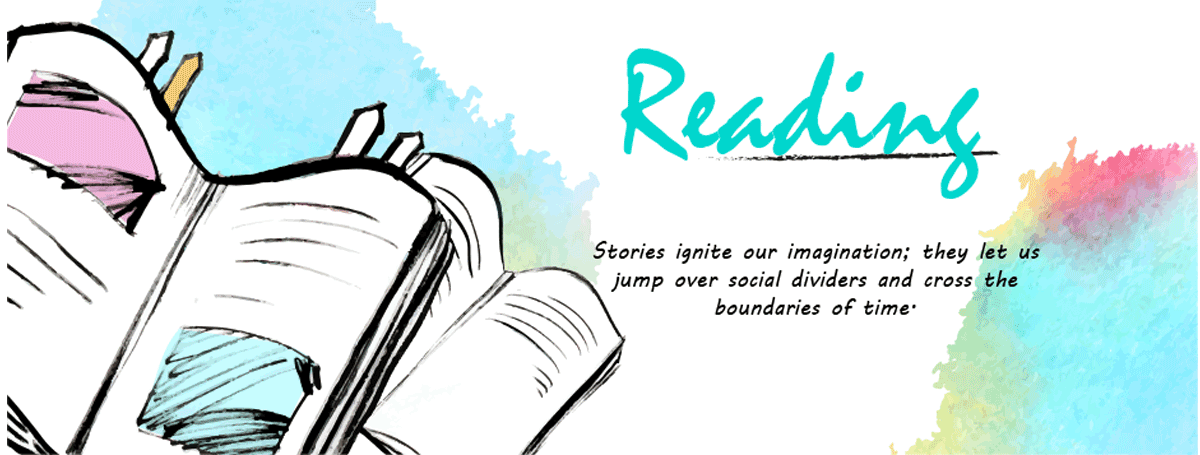 Reading
Stories ignite our imagination; they let us
jump over social dividers and cross the
boundaries of time.